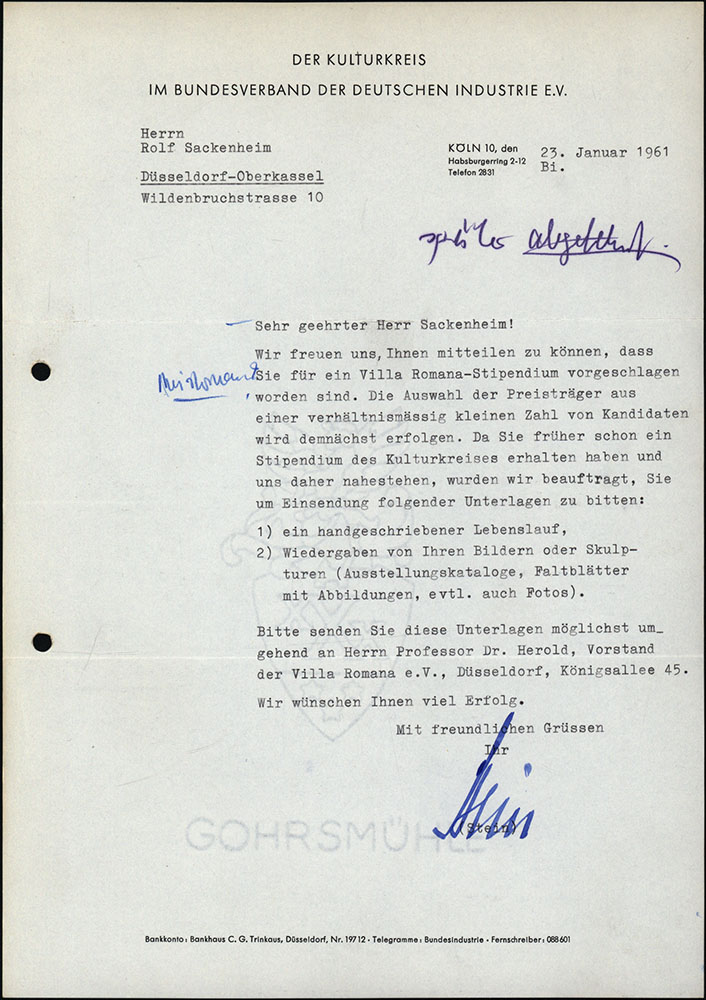 DER KULTURKREIS
IM BUNDESVERBAND DER DEUTSCHEN INDUSTRIE E.V.
Herrn
Rolf Sackenheim
Düsseldorf-Oberkassel
Wildenbruchstrasse 10
KÖLN 10, den
Habsburgerring 2-12
Telefon 2831
23. Januar 1961
Bi.
Sehr geehrter Herr Sackenheim!
Wir freuen uns, Ihnen mitteilen zu können, dass
Sie für ein Villa Romana-Stipendium vorgeschlagen
worden sind. Die Auswahl der Preisträger aus
einer verhältnismässig kleinen Zahl von Kandidaten
wird demnächst erfolgen. Da Sie früher schon ein
Stipendium des Kulturkreises erhalten haben und
uns daher nahestehen, wurden wir beauftragt, Sie
um Einsendung folgender Unterlagen zu bitten:
1) ein handgeschriebener Lebenslauf,
2) Wiedergaben von Ihren Bildern oder Skulp-
turen (Ausstellungskataloge, Faltblätter
mit Abbildungen, evtl. auch Fotos).
Bitte senden Sie diese Unterlagen möglichst um_
gehend an Herrn Professor Dr. Herold, Vorstand
der Villa Romana e.V., Düsseldorf, Königsallee 45.
Wir wünschen Ihnen viel Erfolg.
Mit freundlichen Grüssen
Ihr
(Stein)
GOHRSMÜHLE
Bankkonto: Bankhaus C. G. Trinkaus, Düsseldorf, Nr. 19712 · Telegramme: Bundesindustrie · Fernschreiber: 088601